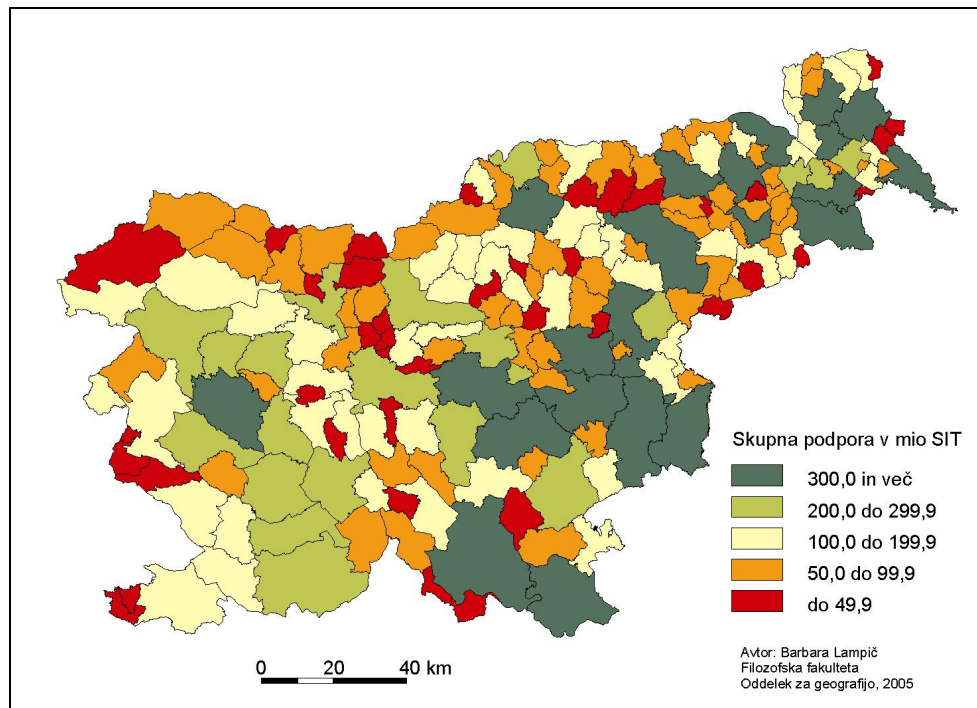 Skupna podpora v mio SIT
300,0 in več
200,0 do 299,9
100,0 do 199,9
50,0 do 99,9
do 49,9
Avtor: Barbara Lampič
Filozofska fakulteta
Oddelek za geografijo, 2005
0 20 40 km